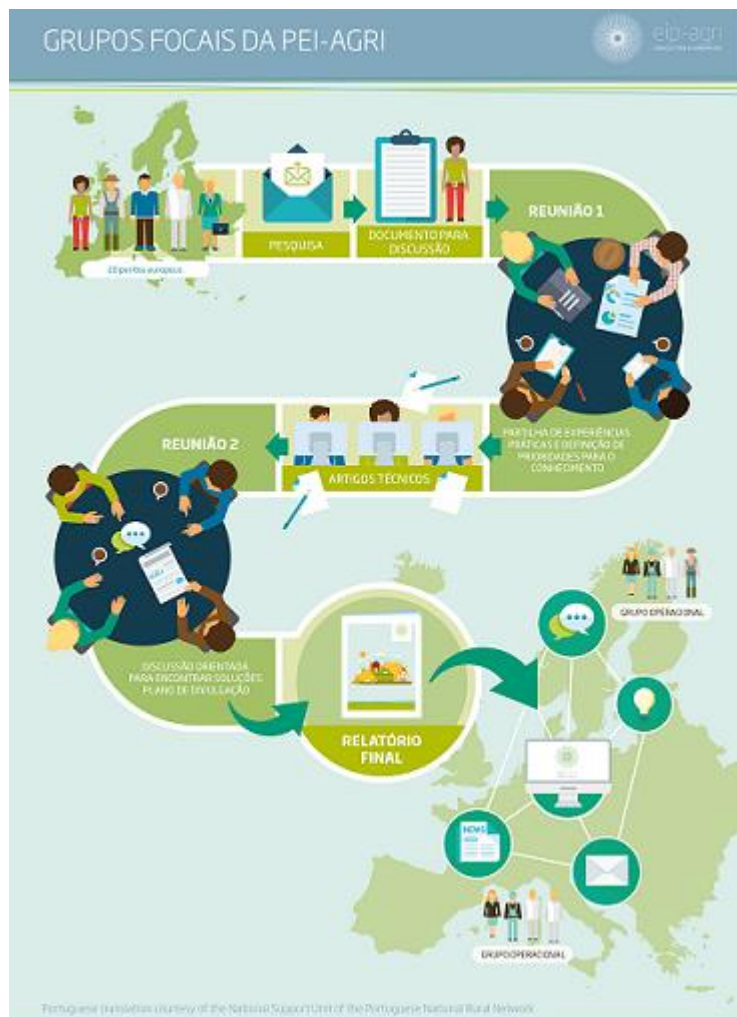 GRUPOS FOCAIS DA PEI-AGRI
eip-agri
PESQUISA
DOCUMENTO PARA
DISCUSSÃO
REUNIÃO 1
peritos europeus
PARTILHA DE EXPERIÊNCIAS
PRÁTICAS E DEFINIÇÃO DE
PRIORIDADES PARA O
CONHECIMENTO
ARTIGOS TÉCNICOS
REUNIÃO 2
DISCUSSÃO ORIENTADA
PARA ENCONTRAR SOLUÇÕES
PLANO DE DIVULGAÇÃO
RELATÓRIO
FINAL
GRUPO OPERACIONAL
NEWS
GRUPO OPERACIONAL
Portuguese translation courtesy of the National Support Unit of the Portuguese National Rural Network